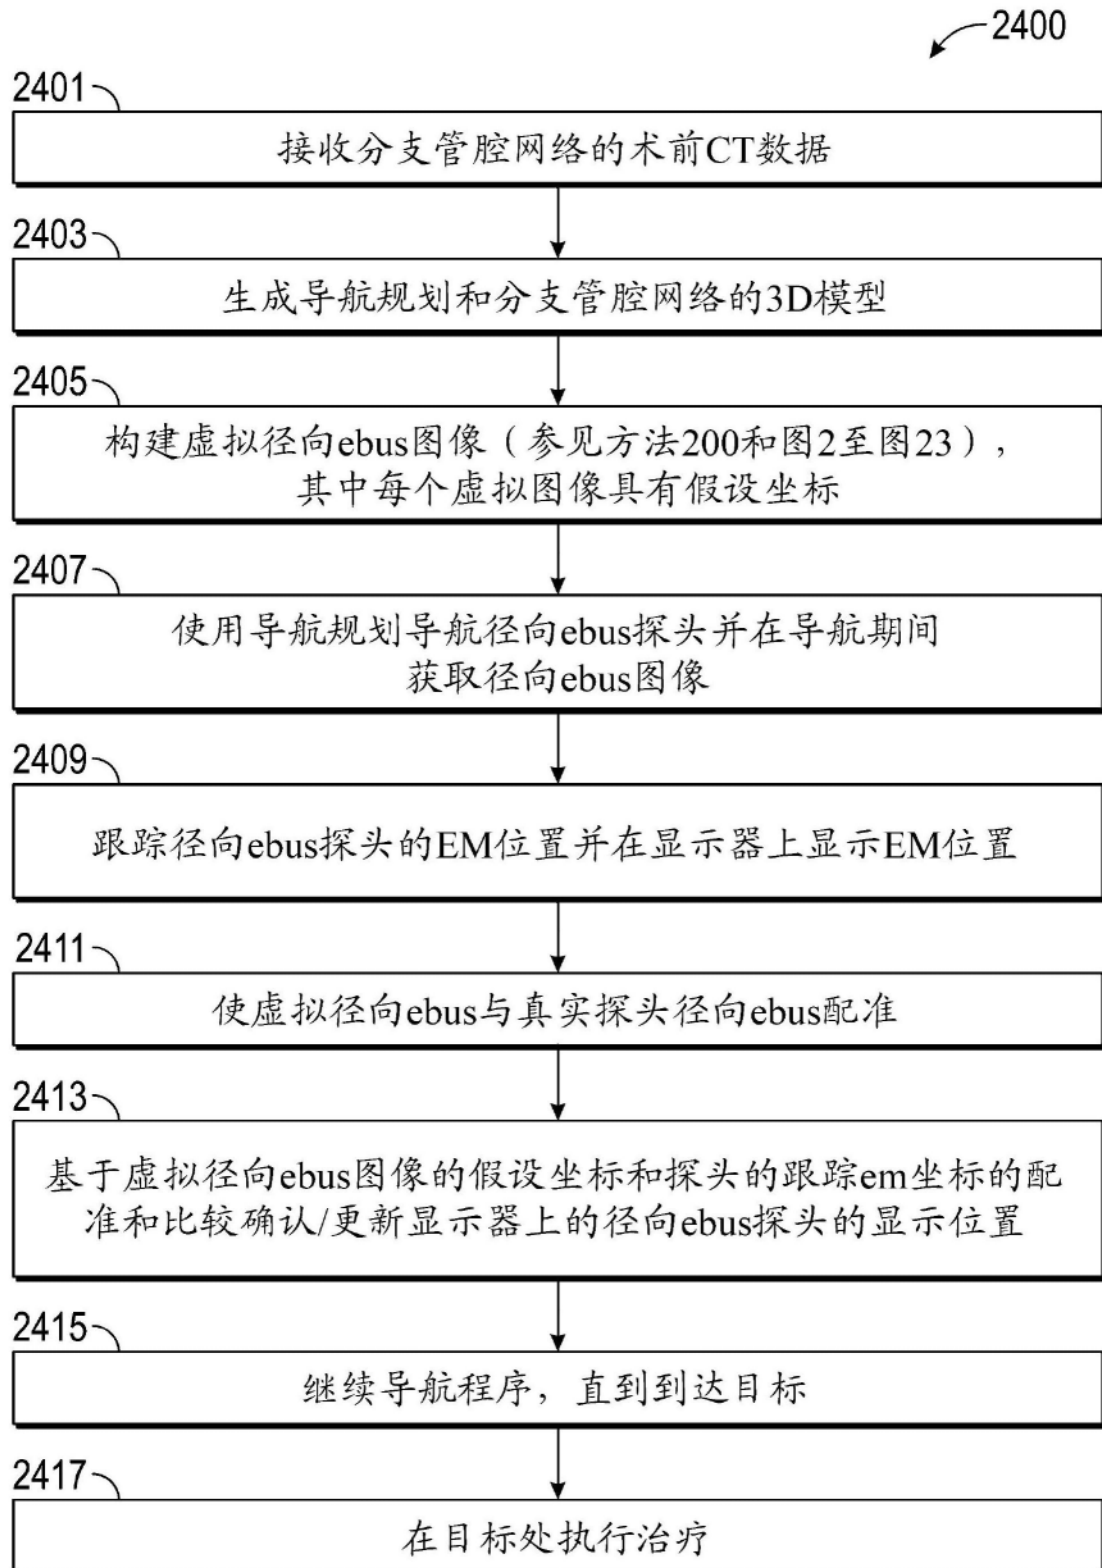 2400
2401
接收分支管腔网络的术前CT数据
2403
生成导航规划和分支管腔网络的3D模型
2405
构建虚拟径向ebus图像（参见方法200和图2至图23），
其中每个虚拟图像具有假设坐标
2407
使用导航规划导航径向ebus探头并在导航期间
获取径向ebus图像
2409
跟踪径向ebus探头的EM位置并在显示器上显示EM位置
2411
使虚拟径向ebus与真实探头径向ebus配准
2413
基于虚拟径向ebus图像的假设坐标和探头的跟踪em坐标的配
准和比较确认/更新显示器上的径向ebus探头的显示位置
2415
继续导航程序，直到到达目标
2417
在目标处执行治疗